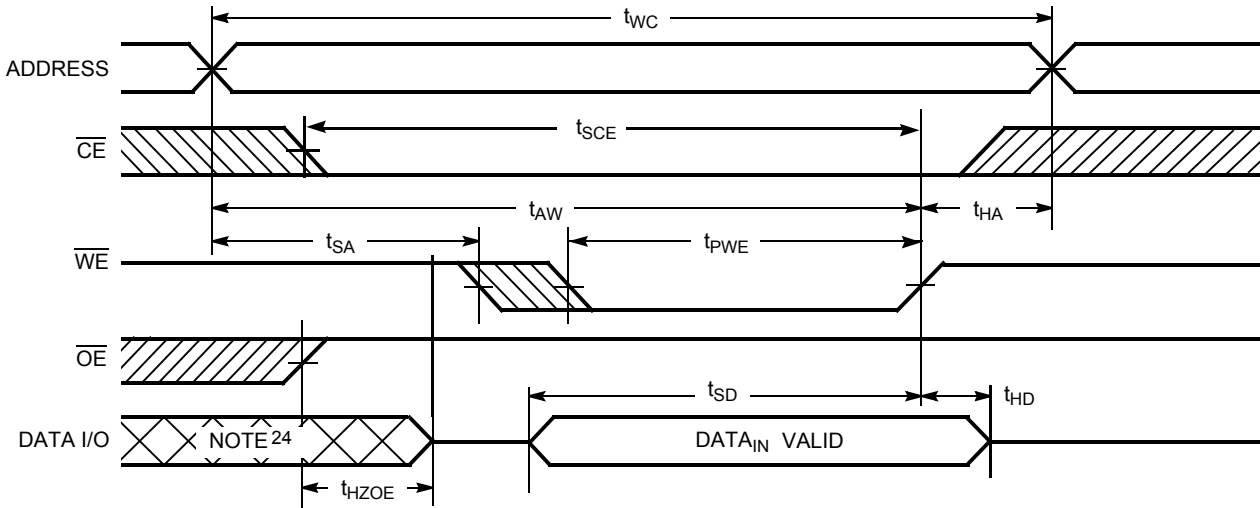 tWC
ADDRESS
tSCE
CE
tAW
tHA
tSA
tPWE
WE
OE
tSD
tHD
DATA I/O
NOTE 24
DATAIN VALID
tHZOE